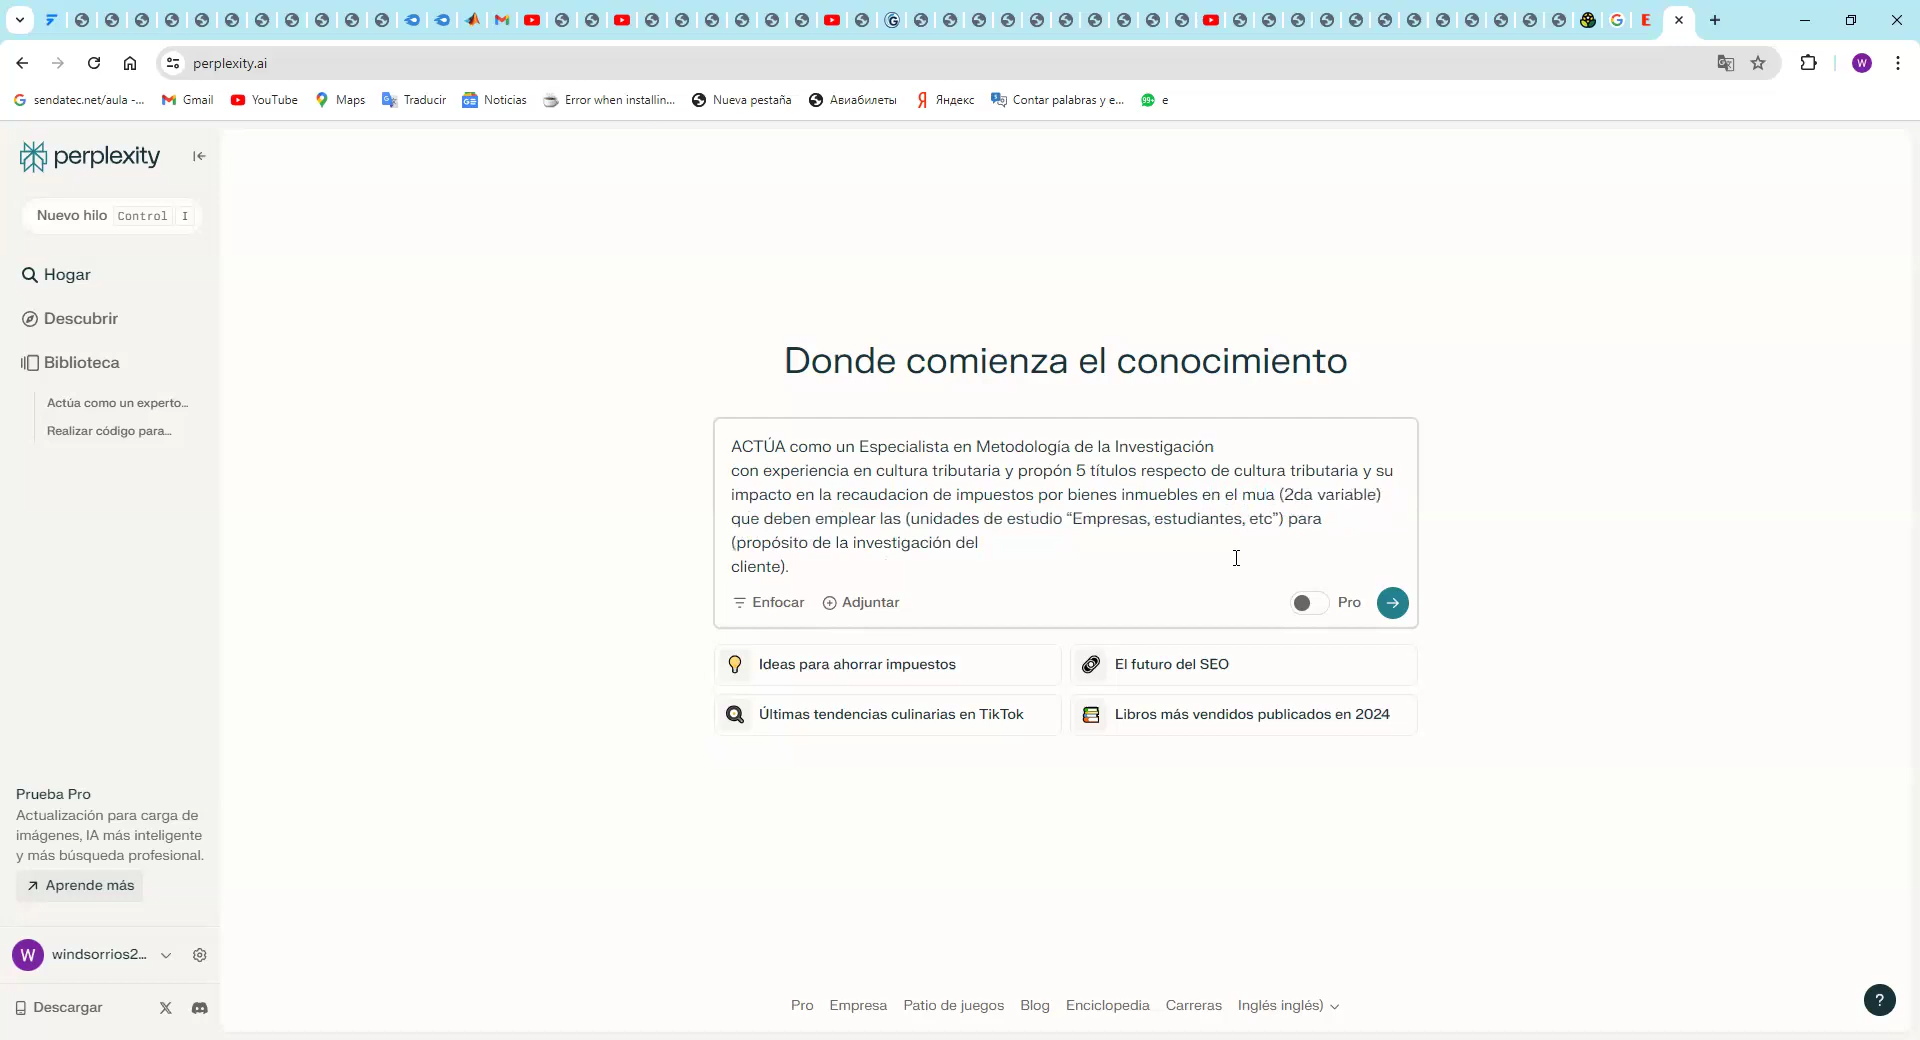 perplexity.ai
sendatec.net/aula -...
Gmail
YouTube
Maps
Traducir
Noticias
Error when installin...
Nueva pestaña
Авиабилеты
Яндекс
Contar palabras y e...
99+
e
W
perplexity
Nuevo hilo Control I
Hogar
Descubrir
Biblioteca
Actúa como un experto...
Realizar código para...
Donde comienza el conocimiento
ACTÚA como un Especialista en Metodología de la Investigación
con experiencia en cultura tributaria y propón 5 títulos respecto de cultura tributaria y su
impacto en la recaudacion de impuestos por bienes inmuebles en el mua (2da variable)
que deben emplear las (unidades de estudio “Empresas, estudiantes, etc”) para
(propósito de la investigación del
cliente).
Enfocar
Adjuntar
Pro
Ideas para ahorrar impuestos
El futuro del SEO
Últimas tendencias culinarias en TikTok
Libros más vendidos publicados en 2024
Prueba Pro
Actualización para carga de
imágenes, IA más inteligente
y más búsqueda profesional.
Aprende más
W
windsorrios2...
Descargar
Pro
Empresa
Patio de juegos
Blog
Enciclopedia
Carreras
Inglés inglés)
?